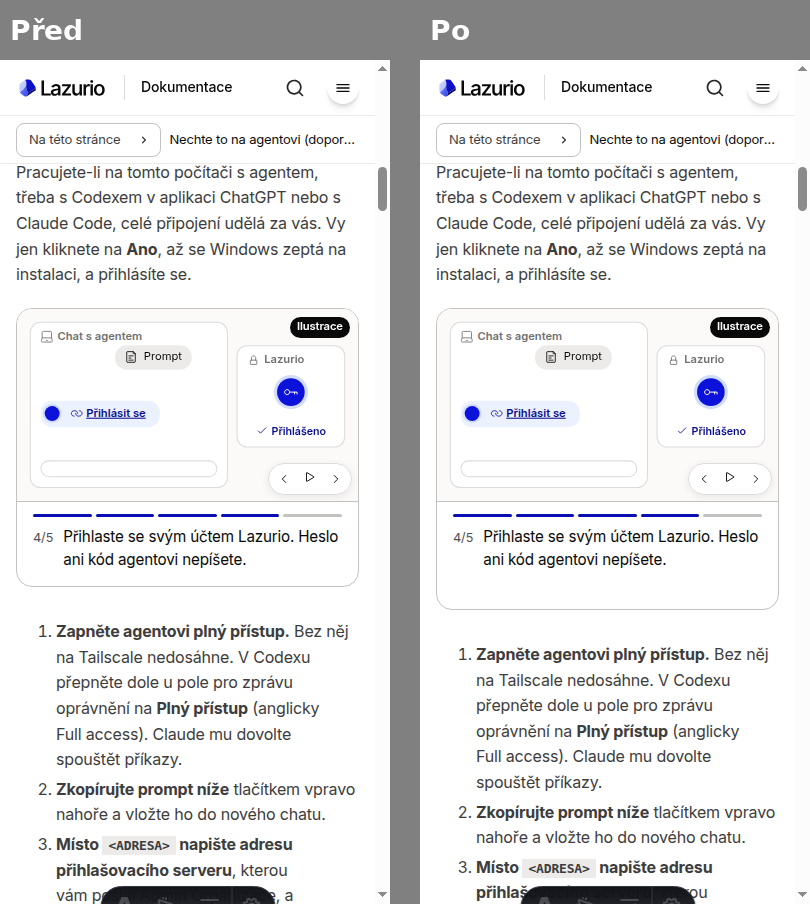 Před
Lazurio
Dokumentace
Na této stránce
Nechte to na agentovi (dopor...
Pracujete-li na tomto počítači s agentem,
třeba s Codexem v aplikaci ChatGPT nebo s
Claude Code, celé připojení udělá za vás. Vy
jen kliknete na Ano, až se Windows zeptá na
instalaci, a přihlásíte se.
Ilustrace
Chat s agentem
Prompt
Lazurio
Přihlásit se
Přihlášeno
4/5 Přihlaste se svým účtem Lazurio. Heslo
ani kód agentovi nepíšete.
1. Zapněte agentovi plný přístup. Bez něj
na Tailscale nedosáhne. V Codexu
přepněte dole u pole pro zprávu
oprávnění na Plný přístup (anglicky
Full access). Claude mu dovolte
spouštět příkazy.
2. Zkopírujte prompt níže tlačítkem vpravo
nahoře a vložte ho do nového chatu.
3. Místo <ADRESA> napište adresu
přihlašovacího serveru, kterou
vám
, a
Po
Lazurio
Dokumentace
Na této stránce
Nechte to na agentovi (dopor...
Pracujete-li na tomto počítači s agentem,
třeba s Codexem v aplikaci ChatGPT nebo s
Claude Code, celé připojení udělá za vás. Vy
jen kliknete na Ano, až se Windows zeptá na
instalaci, a přihlásíte se.
Ilustrace
Chat s agentem
Prompt
Lazurio
Přihlásit se
Přihlášeno
4/5 Přihlaste se svým účtem Lazurio. Heslo
ani kód agentovi nepíšete.
1. Zapněte agentovi plný přístup. Bez něj
na Tailscale nedosáhne. V Codexu
přepněte dole u pole pro zprávu
oprávnění na Plný přístup (anglicky
Full access). Claude mu dovolte
spouštět příkazy.
2. Zkopírujte prompt níže tlačítkem vpravo
nahoře a vložte ho do nového chatu.
3. Místo <ADRESA> napište adresu